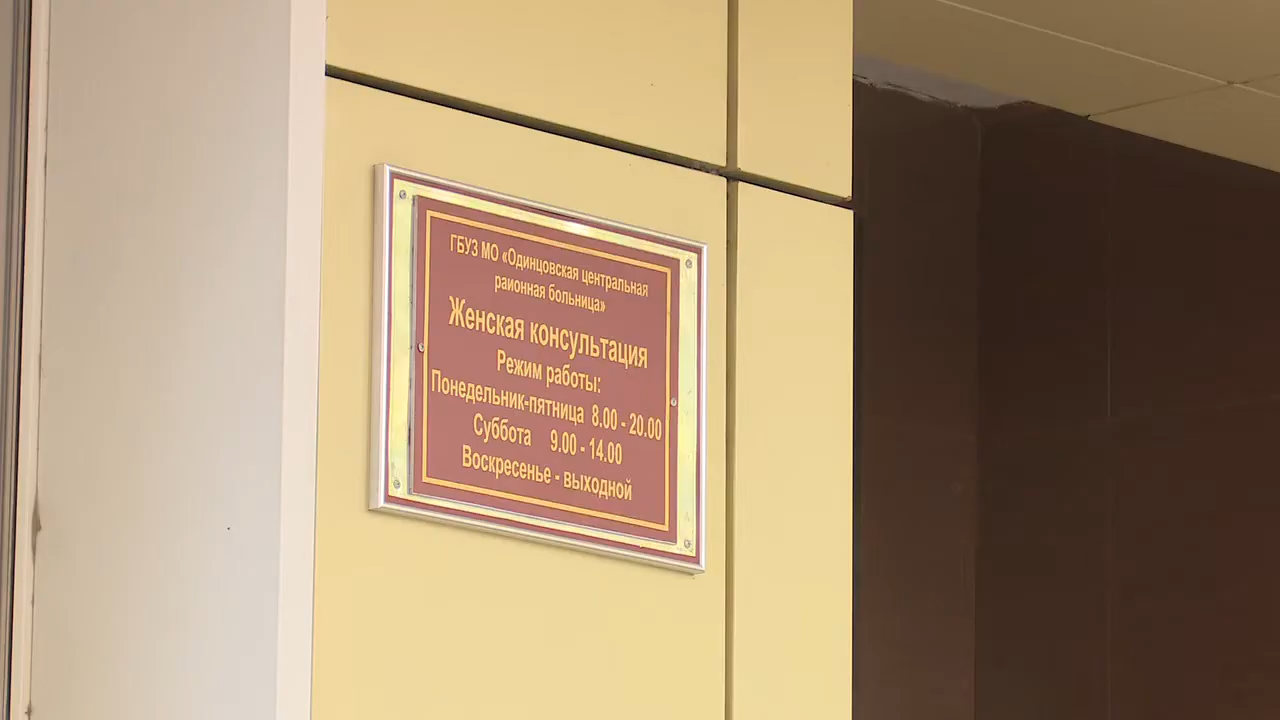 ГБУЗ МО «Одинцовская центральная
районная больница»
Женская консультация
Режим работы:
Понедельник-пятница 8.00 - 20.00
Суббота 9.00 - 14.00
Воскресенье - выходной